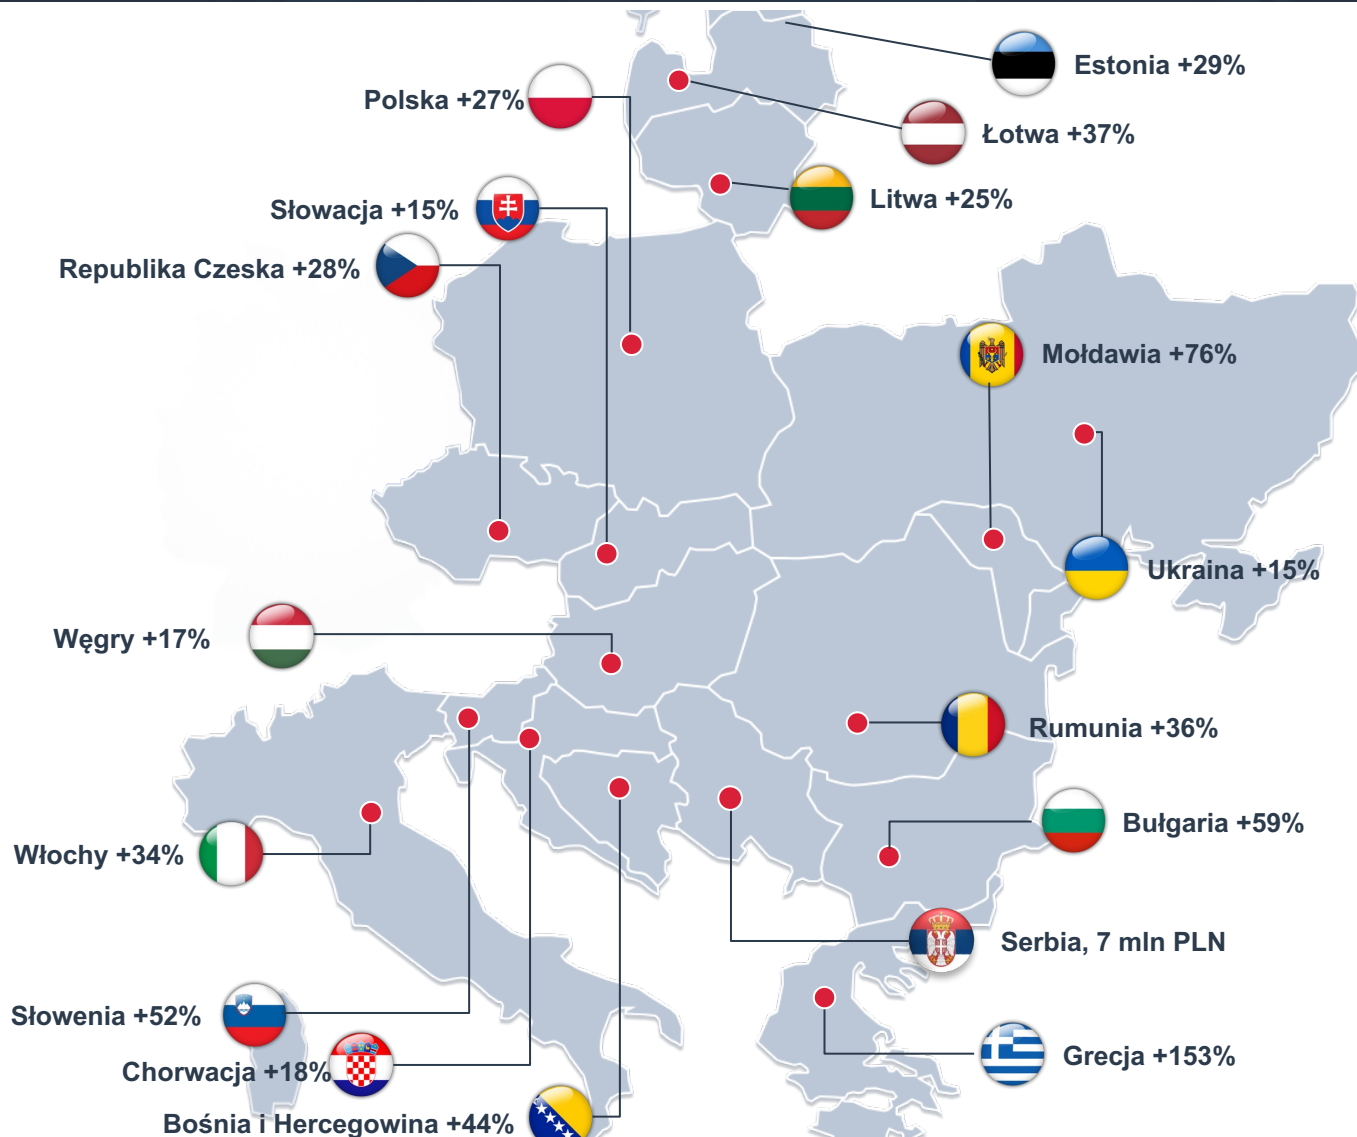 Estonia +29%
Polska +27%
Łotwa +37%
Litwa +25%
Słowacja +15%
Republika Czeska +28%
Mołdawia +76%
Ukraina +15%
Węgry +17%
Rumunia +36%
Bułgaria +59%
Włochy +34%
Serbia, 7 mln PLN
Słowenia +52%
Grecja +153%
Chorwacja +18%
Bośnia i Hercegowina +44%